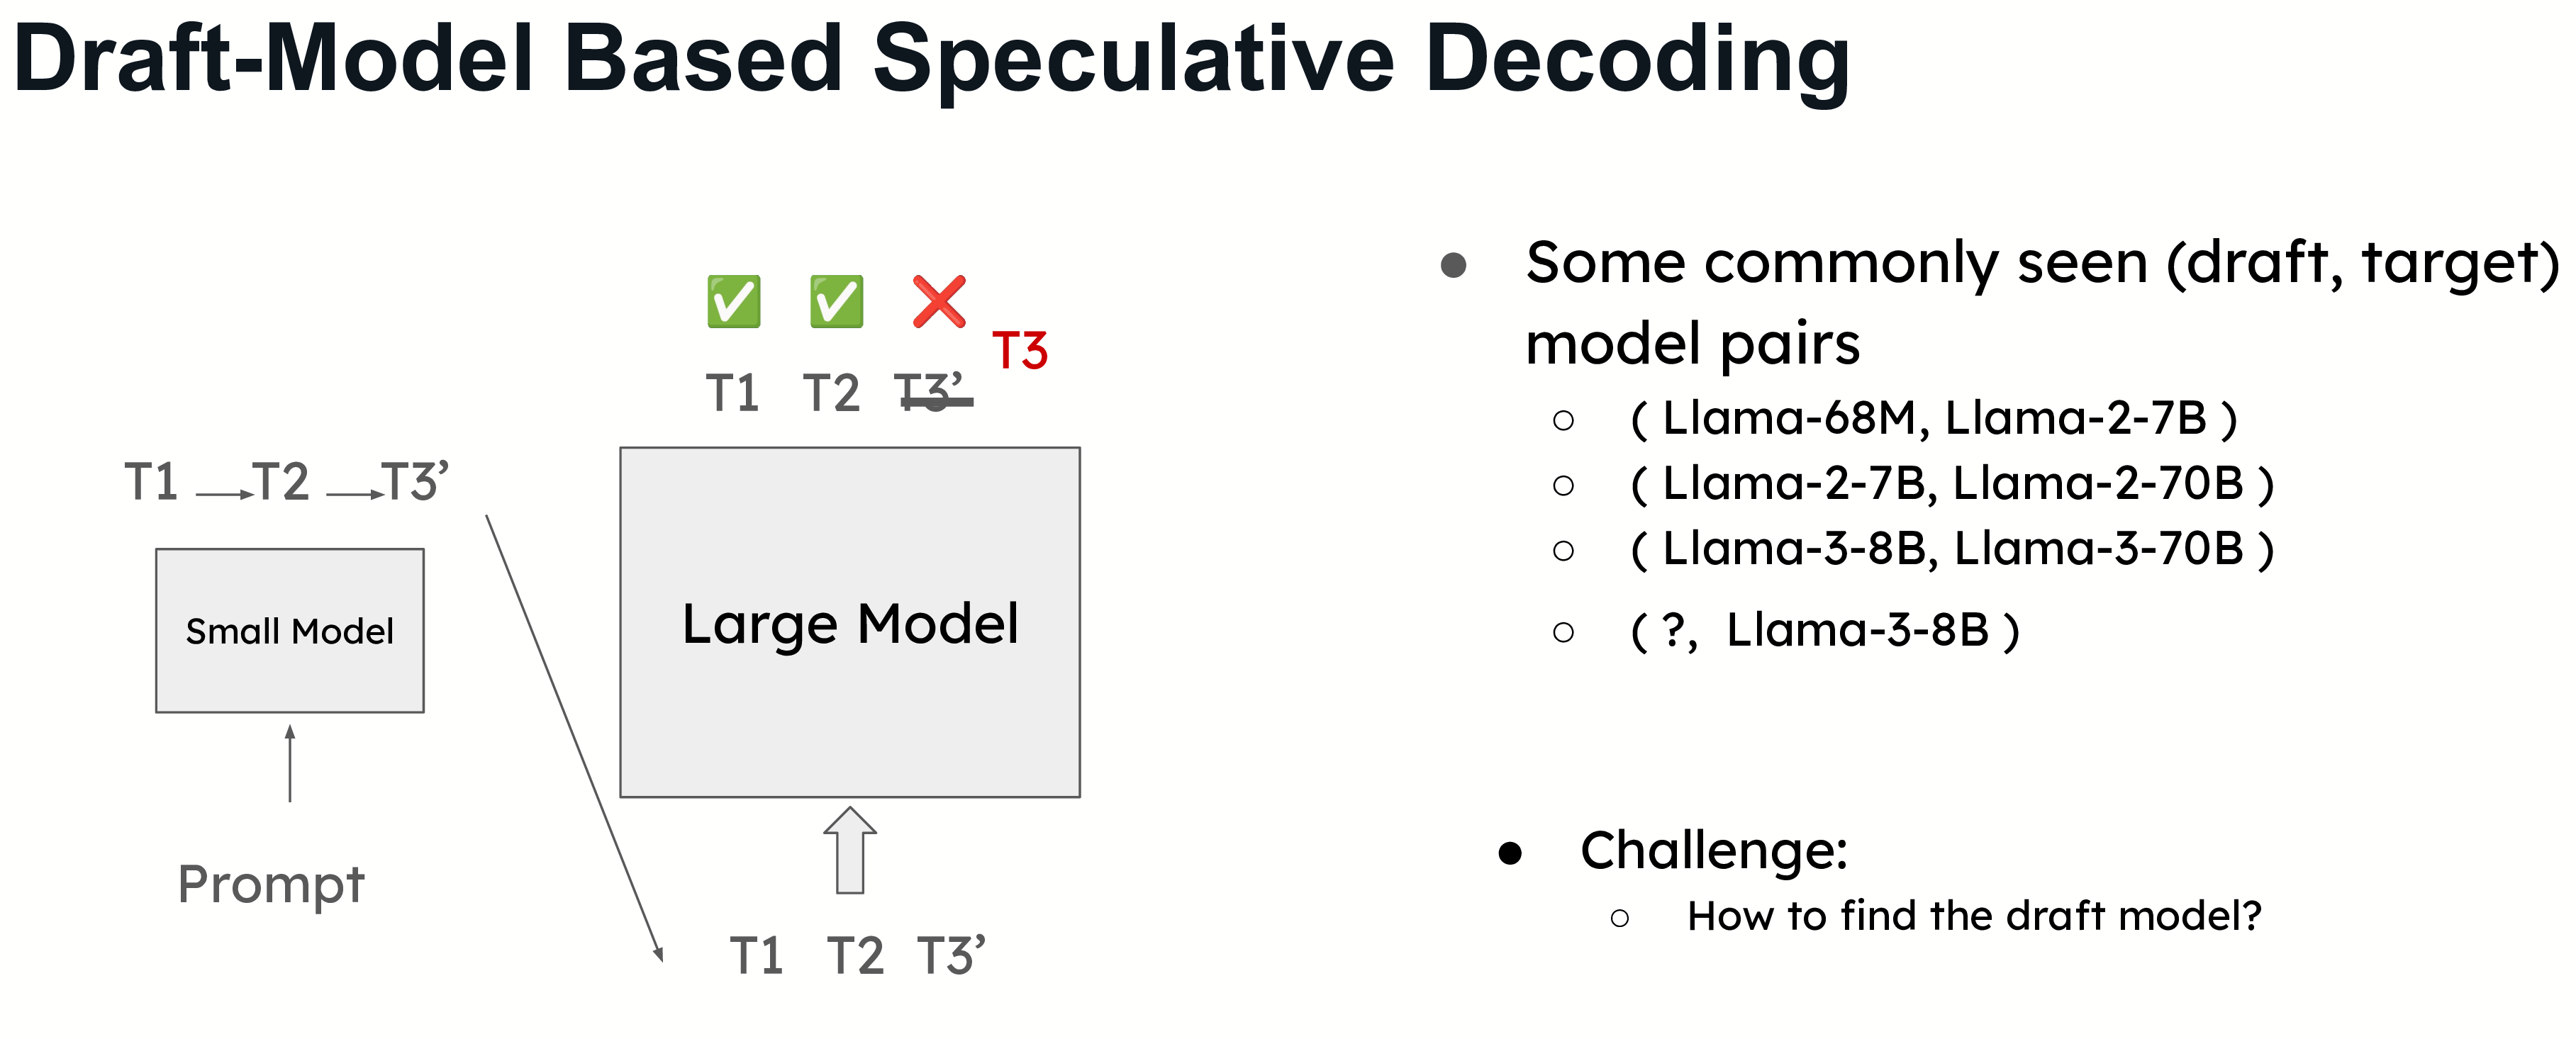 Draft-Model Based Speculative Decoding
T3
T1 T2 T3’
T1 T2 T3’
Small Model
Large Model
Prompt
T1 T2 T3’
Some commonly seen (draft, target)
model pairs
( Llama-68M, Llama-2-7B )
( Llama-2-7B, Llama-2-70B )
( Llama-3-8B, Llama-3-70B )
( ?, Llama-3-8B )
Challenge:
How to find the draft model?